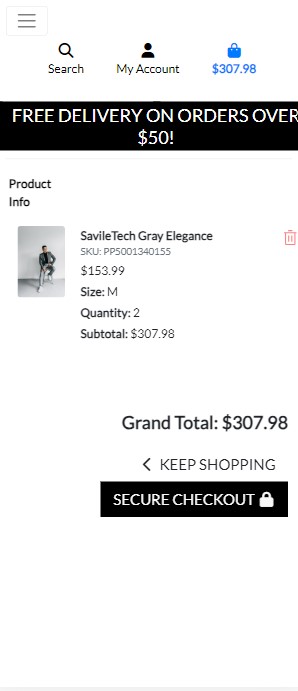 Search
My Account
$307.98
FREE DELIVERY ON ORDERS OVER
$50!
Product
Info
SavileTech Gray Elegance
SKU: PP5001340155
$153.99
Size: M
Quantity: 2
Subtotal: $307.98
Grand Total: $307.98
KEEP SHOPPING
SECURE CHECKOUT